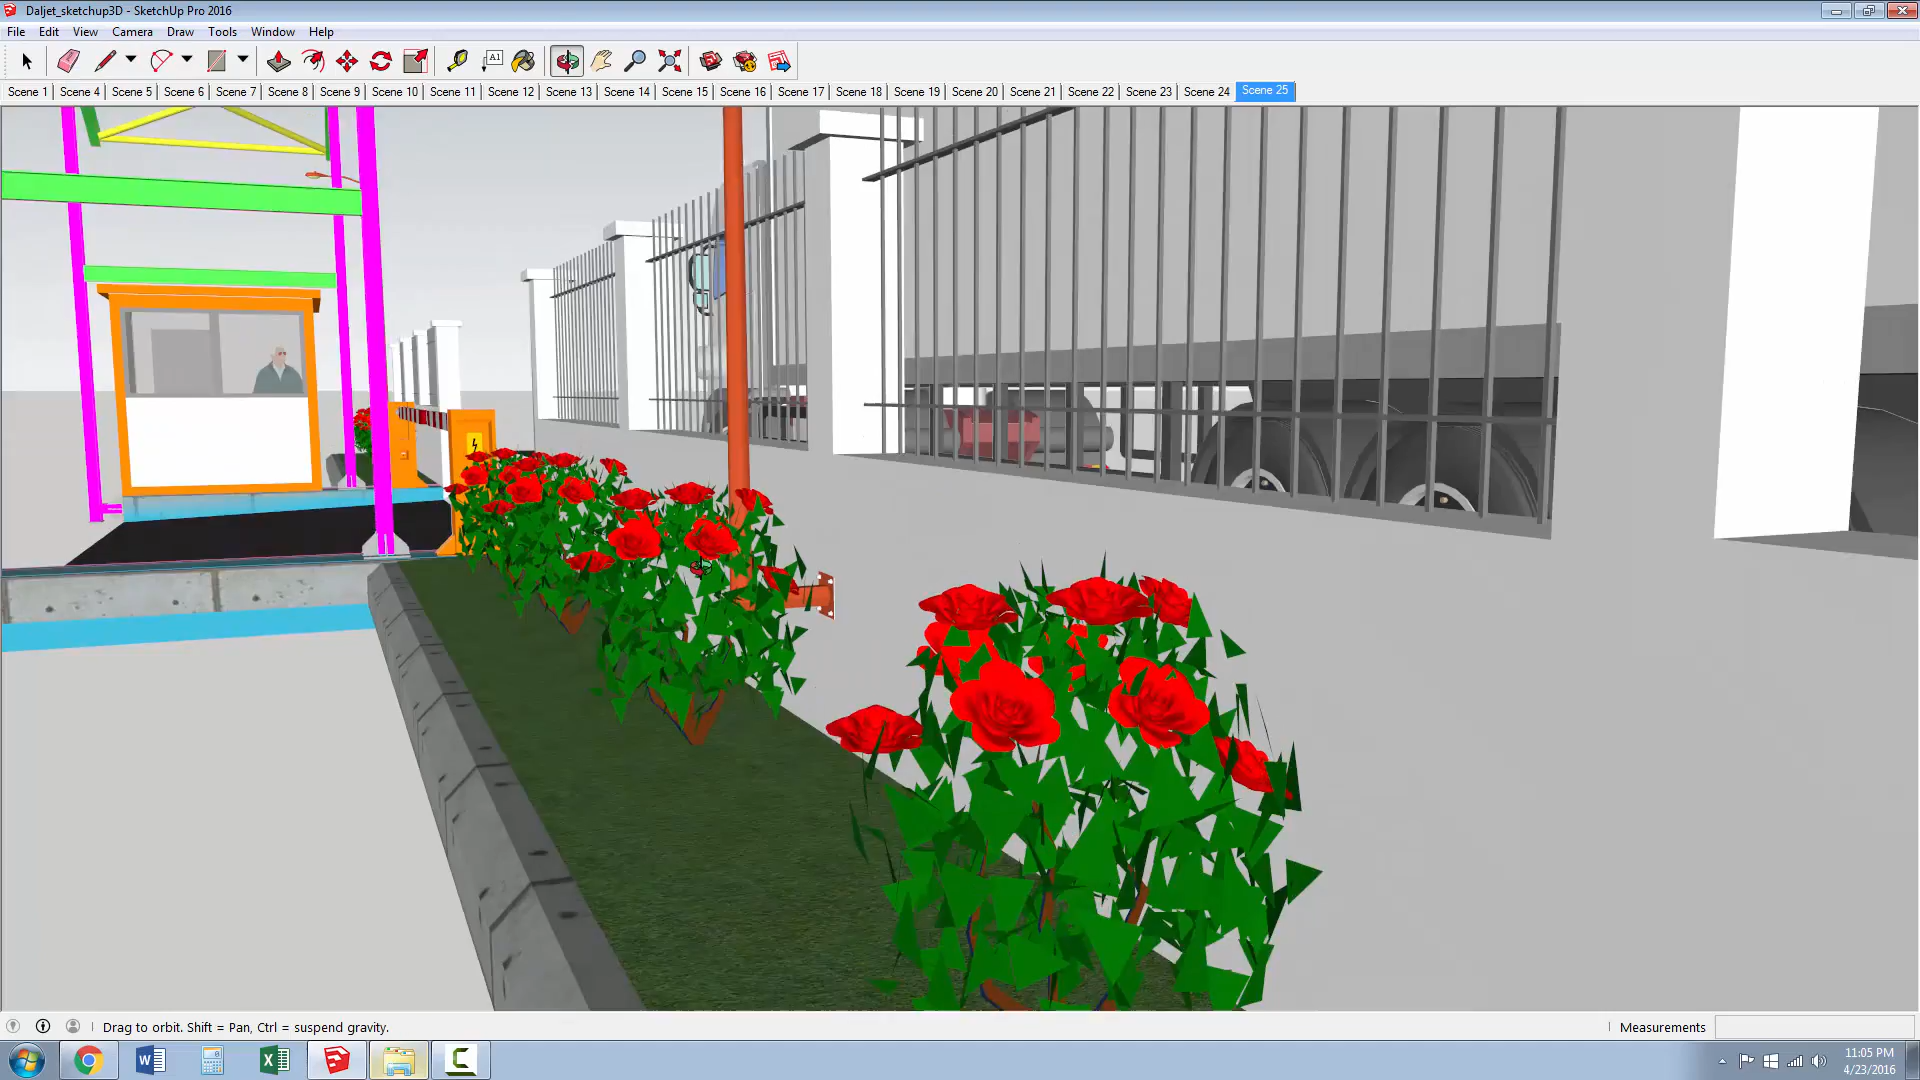 Daljet_sketchup3D - SketchUp Pro 2016
File Edit View Camera Draw Tools Window Help
A1
Scene 1 Scene 4 Scene 5 Scene 6 Scene 7 Scene 8 Scene 9 Scene 10 Scene 11 Scene 12 Scene 13 Scene 14 Scene 15 Scene 16 Scene 17 Scene 18 Scene 19 Scene 20 Scene 21 Scene 22 Scene 23 Scene 24 Scene 25
Drag to orbit. Shift = Pan, Ctrl = suspend gravity.
Measurements
11:05 PM
4/23/2016